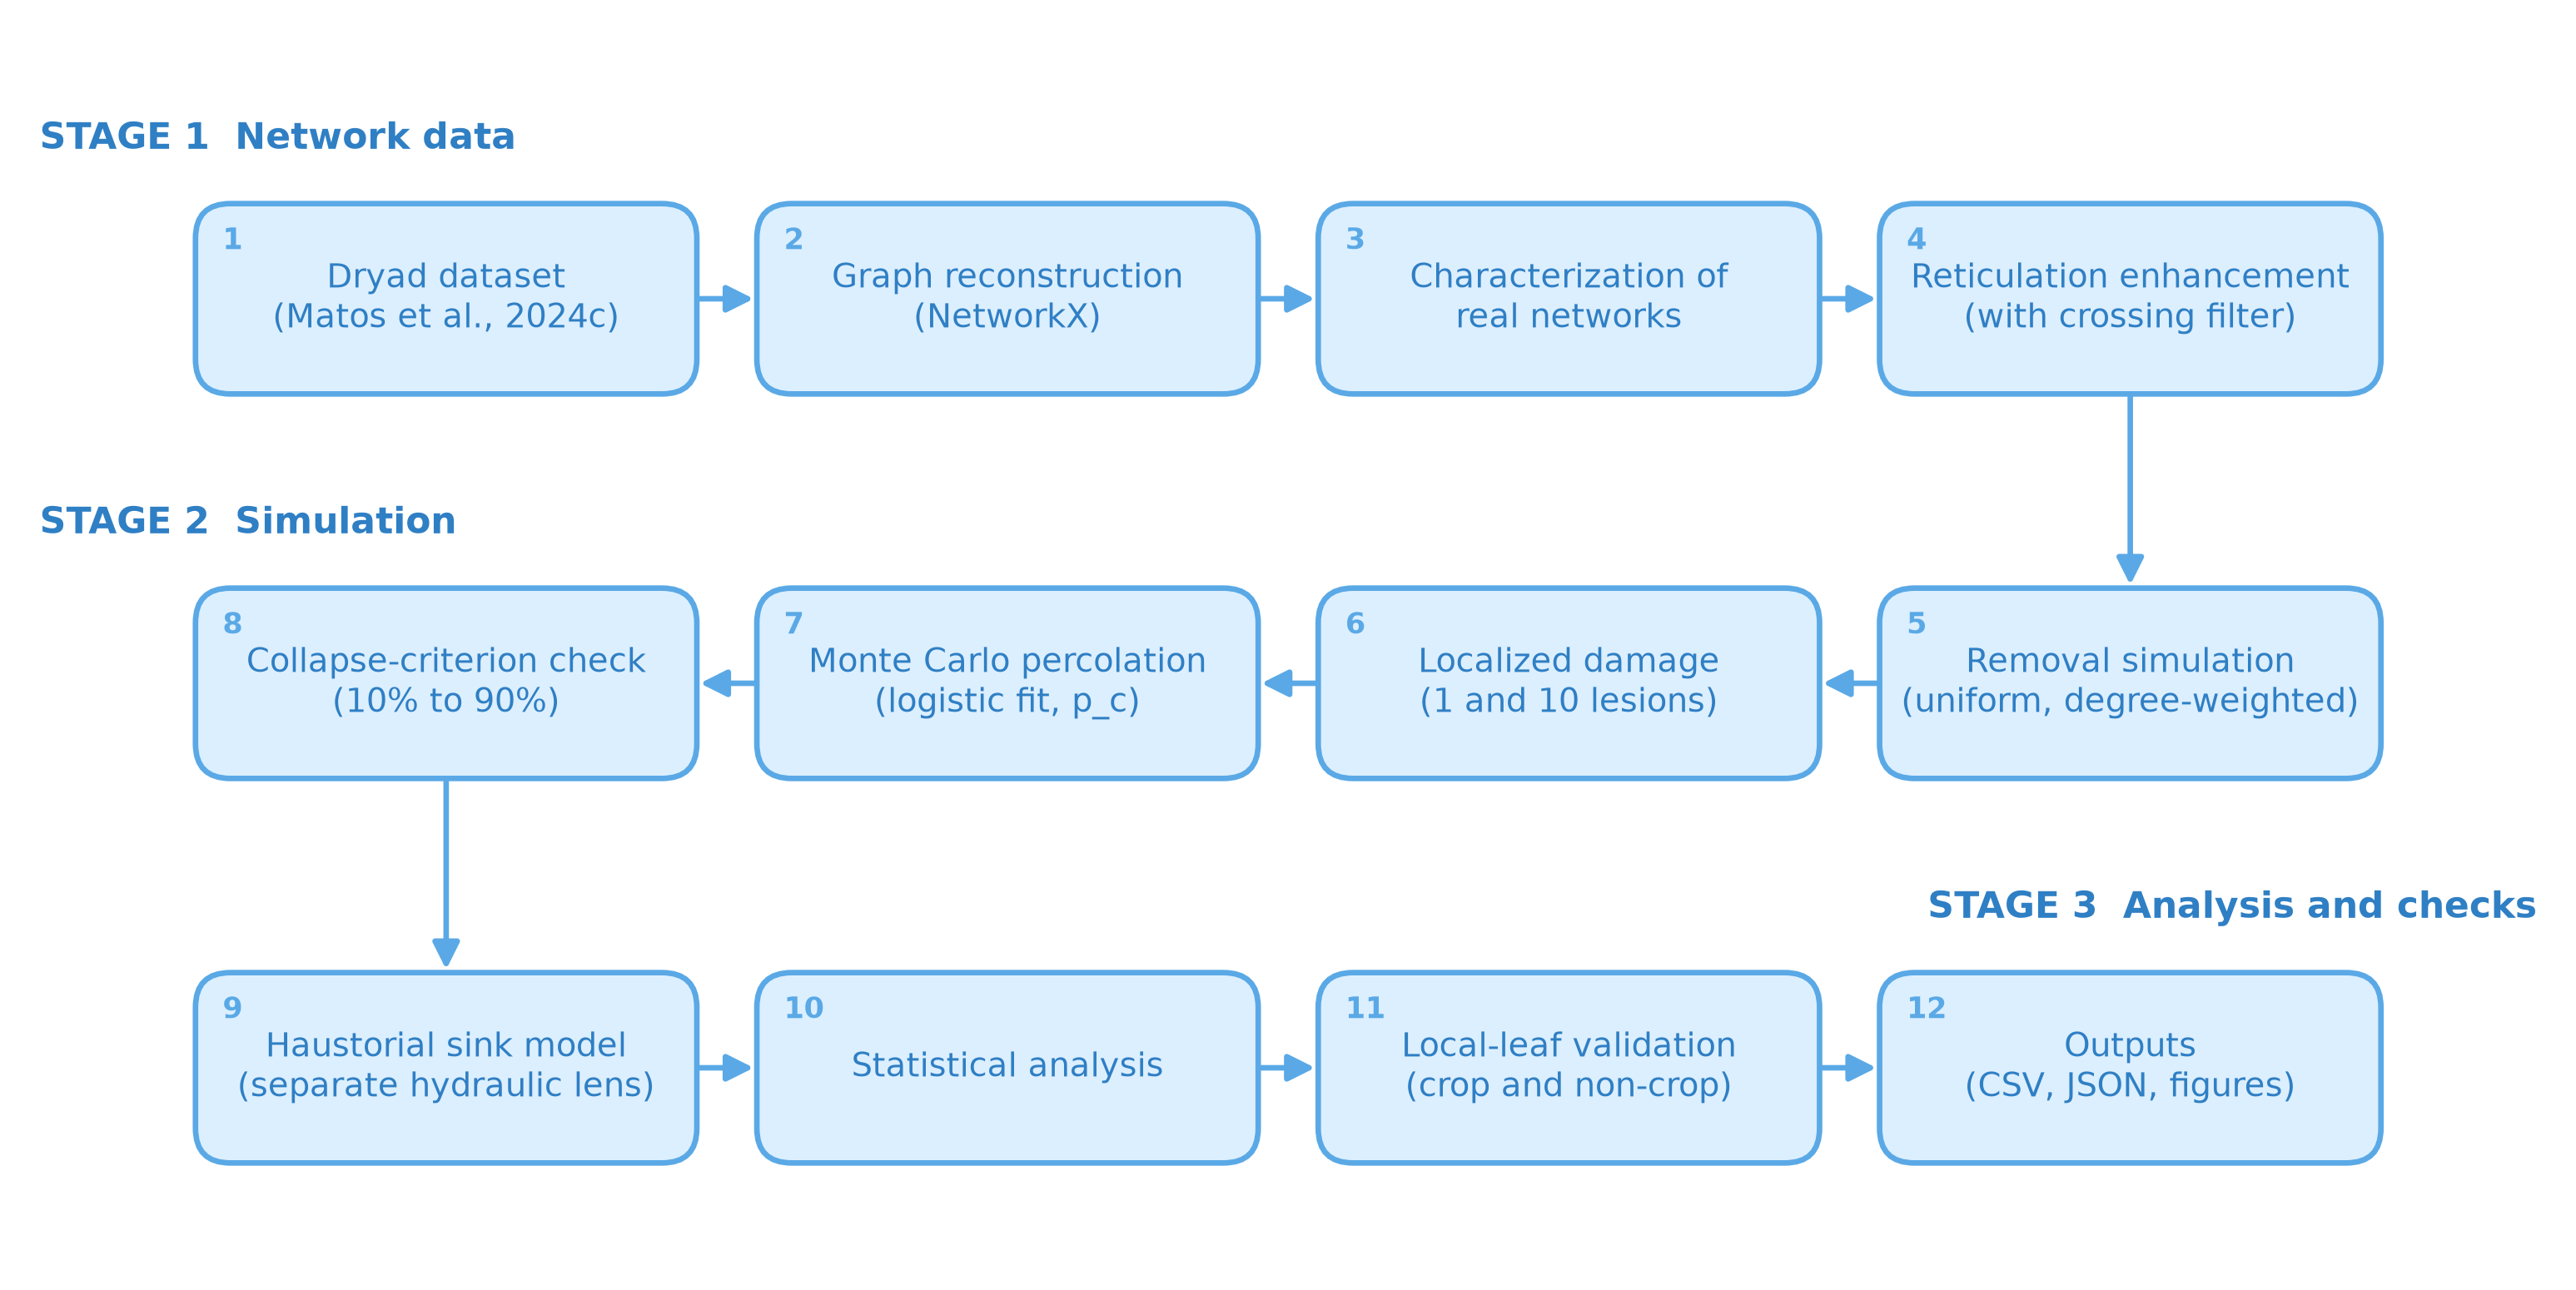 STAGE 1  Network data
1
Dryad dataset
(Matos et al., 2024c)
2
Graph reconstruction
(NetworkX)
3
Characterization of
real networks
4
Reticulation enhancement
(with crossing filter)
STAGE 2  Simulation
5
Removal simulation
(uniform, degree-weighted)
6
Localized damage
(1 and 10 lesions)
7
Monte Carlo percolation
(logistic fit, p_c)
8
Collapse-criterion check
(10% to 90%)
STAGE 3  Analysis and checks
9
Haustorial sink model
(separate hydraulic lens)
10
Statistical analysis
11
Local-leaf validation
(crop and non-crop)
12
Outputs
(CSV, JSON, figures)